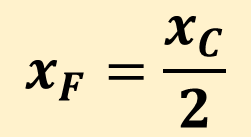 x_F = x_C / 2